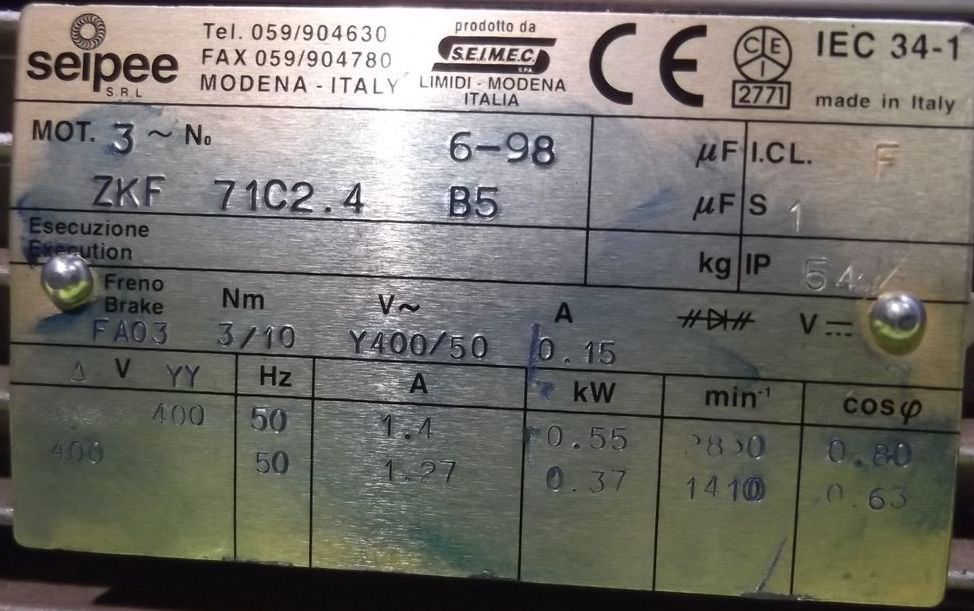 seipee
S.R.L
Tel. 059/904630
FAX 059/904780
MODENA - ITALY
prodotto da
S.E.I.M.E.C.
S.P.A.
LIMIDI - MODENA
ITALIA
CE
CEI
2771
IEC 34-1
made in Italy
MOT. 3 ~ No 6-98 µF I.CL. F
ZKF 71C2.4 B5 µF S 1
Esecuzione
Execution kg IP 54
Freno
Brake Nm V~ A V
FA03 3/10 Y400/50 0.15
Δ V YY Hz A kW min-1 cosφ
400 50 1.4 0.55 0.80
400 50 1.27 0.37 1410 0.63